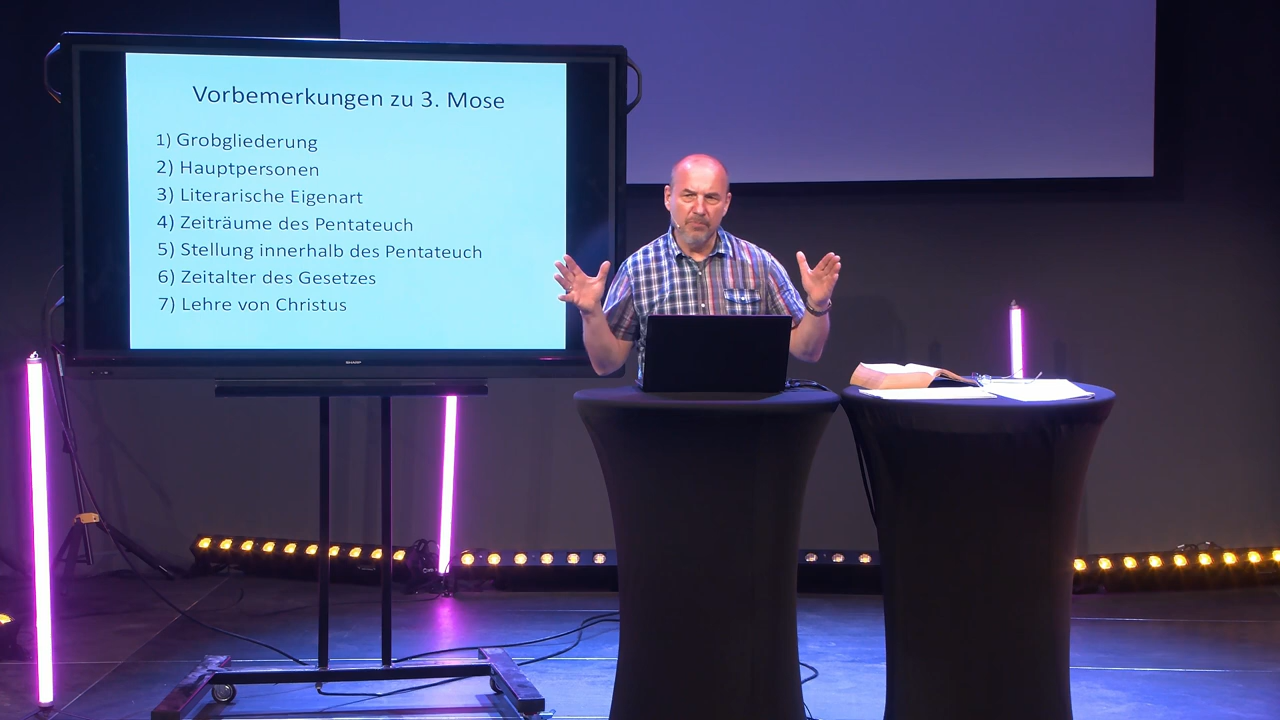 Vorbemerkungen zu 3. Mose
1) Grobgliederung
2) Hauptpersonen
3) Literarische Eigenart
4) Zeiträume des Pentateuch
5) Stellung innerhalb des Pentateuch
6) Zeitalter des Gesetzes
7) Lehre von Christus
SHARP